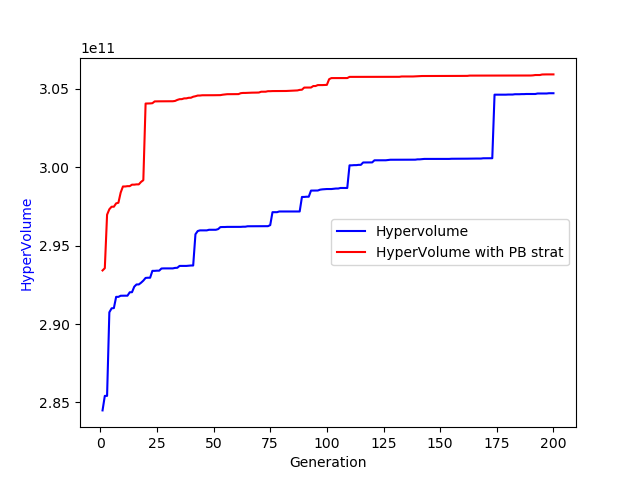 1e11
3.05
3.00
2.95
2.90
2.85
HyperVolume
Hypervolume
HyperVolume with PB strat
0 25 50 75 100 125 150 175 200
Generation